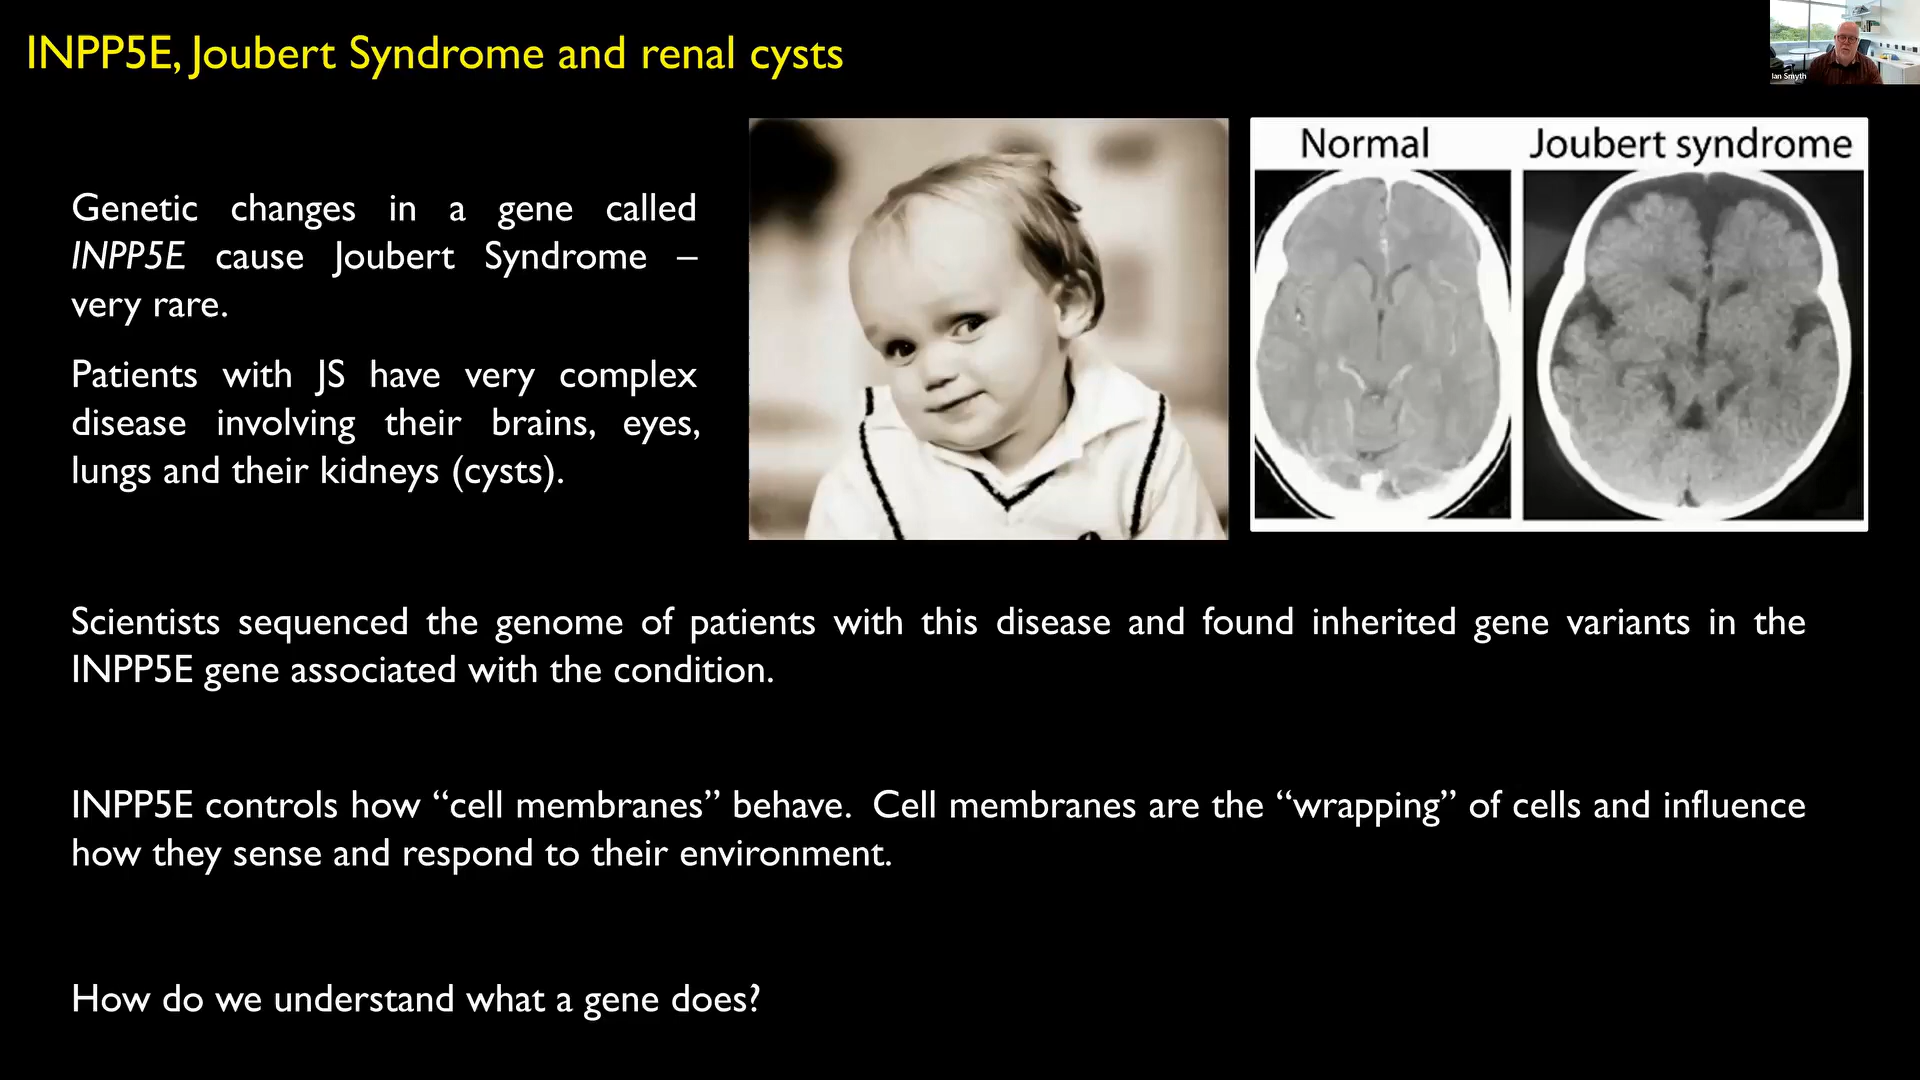 INPP5E, Joubert Syndrome and renal cysts
Ian Smyth
Normal
Joubert syndrome
Genetic changes in a gene called
INPP5E cause Joubert Syndrome –
very rare.
Patients with JS have very complex
disease involving their brains, eyes,
lungs and their kidneys (cysts).
Scientists sequenced the genome of patients with this disease and found inherited gene variants in the
INPP5E gene associated with the condition.
INPP5E controls how “cell membranes” behave.  Cell membranes are the “wrapping” of cells and influence
how they sense and respond to their environment.
How do we understand what a gene does?